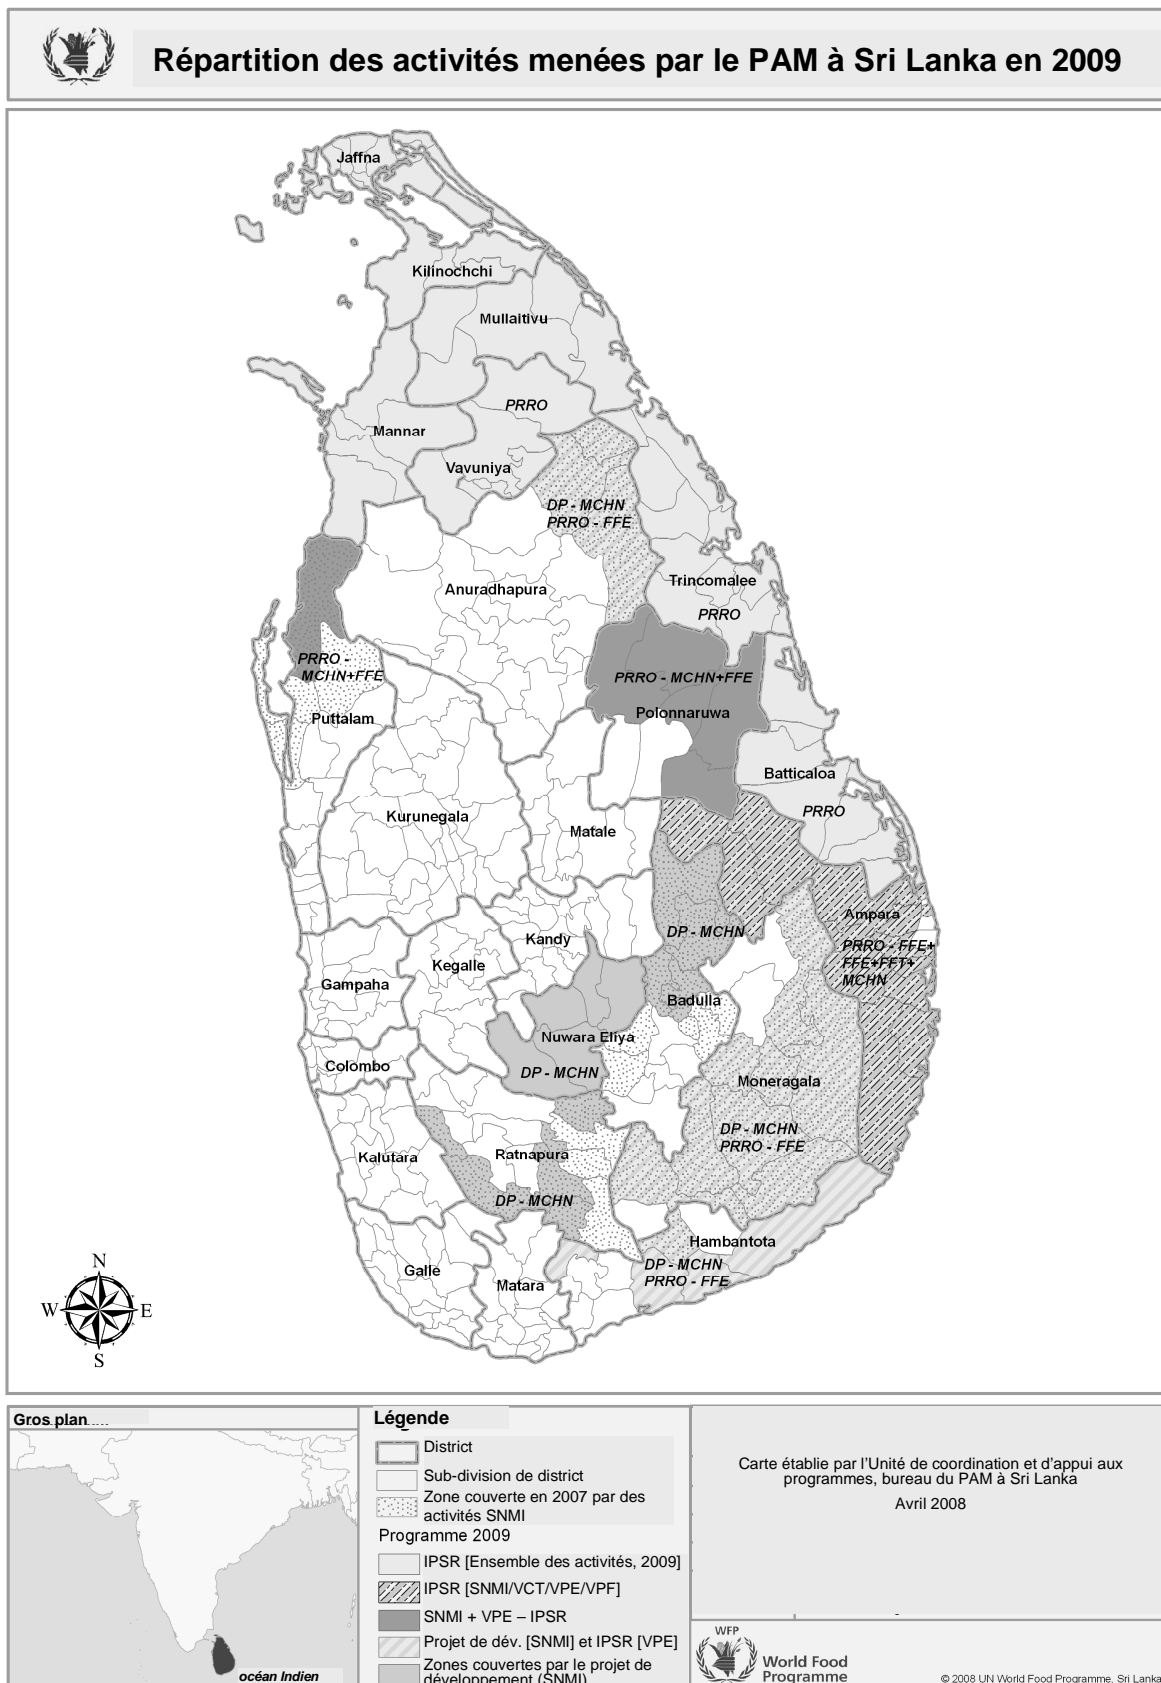 Répartition des activités menées par le PAM à Sri Lanka en 2009
Jaffna
Kilinochchi
Mullaitivu
PRRO
Mannar
Vavuniya
DP - MCHN
PRRO - FFE
Anuradhapura
Trincomalee
PRRO
PRRO -
MCHN+FFE
Puttalam
PRRO - MCHN+FFE
Polonnaruwa
Batticaloa
PRRO
Kurunegala
Matale
Ampara
PRRO - FFE+
FFE+FFT+
MCHN
DP - MCHN
Kandy
Kegalle
Gampaha
Badulla
Nuwara Eliya
DP - MCHN
Colombo
Moneragala
DP - MCHN
PRRO - FFE
Kalutara
Ratnapura
DP - MCHN
Hambantota
DP - MCHN
PRRO - FFE
Galle
Matara
N
W
E
S
Gros plan
océan Indien
Légende
District
Sub-division de district
Zone couverte en 2007 par des
activités SNMI
Programme 2009
IPSR [Ensemble des activités, 2009]
IPSR [SNMI/VCT/VPE/VPF]
SNMI + VPE – IPSR
Projet de dév. [SNMI] et IPSR [VPE]
Zones couvertes par le projet de
développement (SNMI)
Carte établie par l'Unité de coordination et d'appui aux
programmes, bureau du PAM à Sri Lanka
Avril 2008
WFP
World Food
Programme
© 2008 UN World Food Programme, Sri Lanka